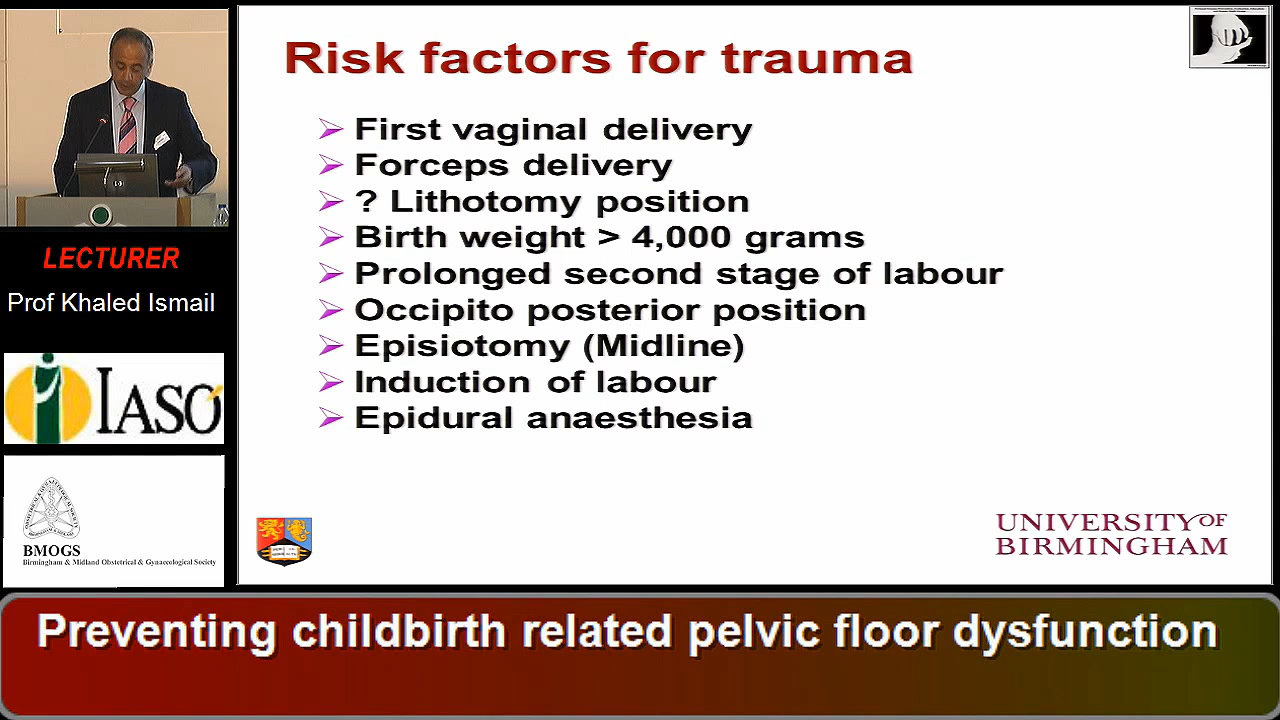 Risk factors for trauma
First vaginal delivery
Forceps delivery
? Lithotomy position
Birth weight > 4,000 grams
Prolonged second stage of labour
Occipito posterior position
Episiotomy (Midline)
Induction of labour
Epidural anaesthesia
UNIVERSITY OF
BIRMINGHAM
LECTURER
Prof Khaled Ismail
IASO
BMOGS
Birmingham & Midland Obstetrical & Gynaecological Society
Preventing childbirth related pelvic floor dysfunction